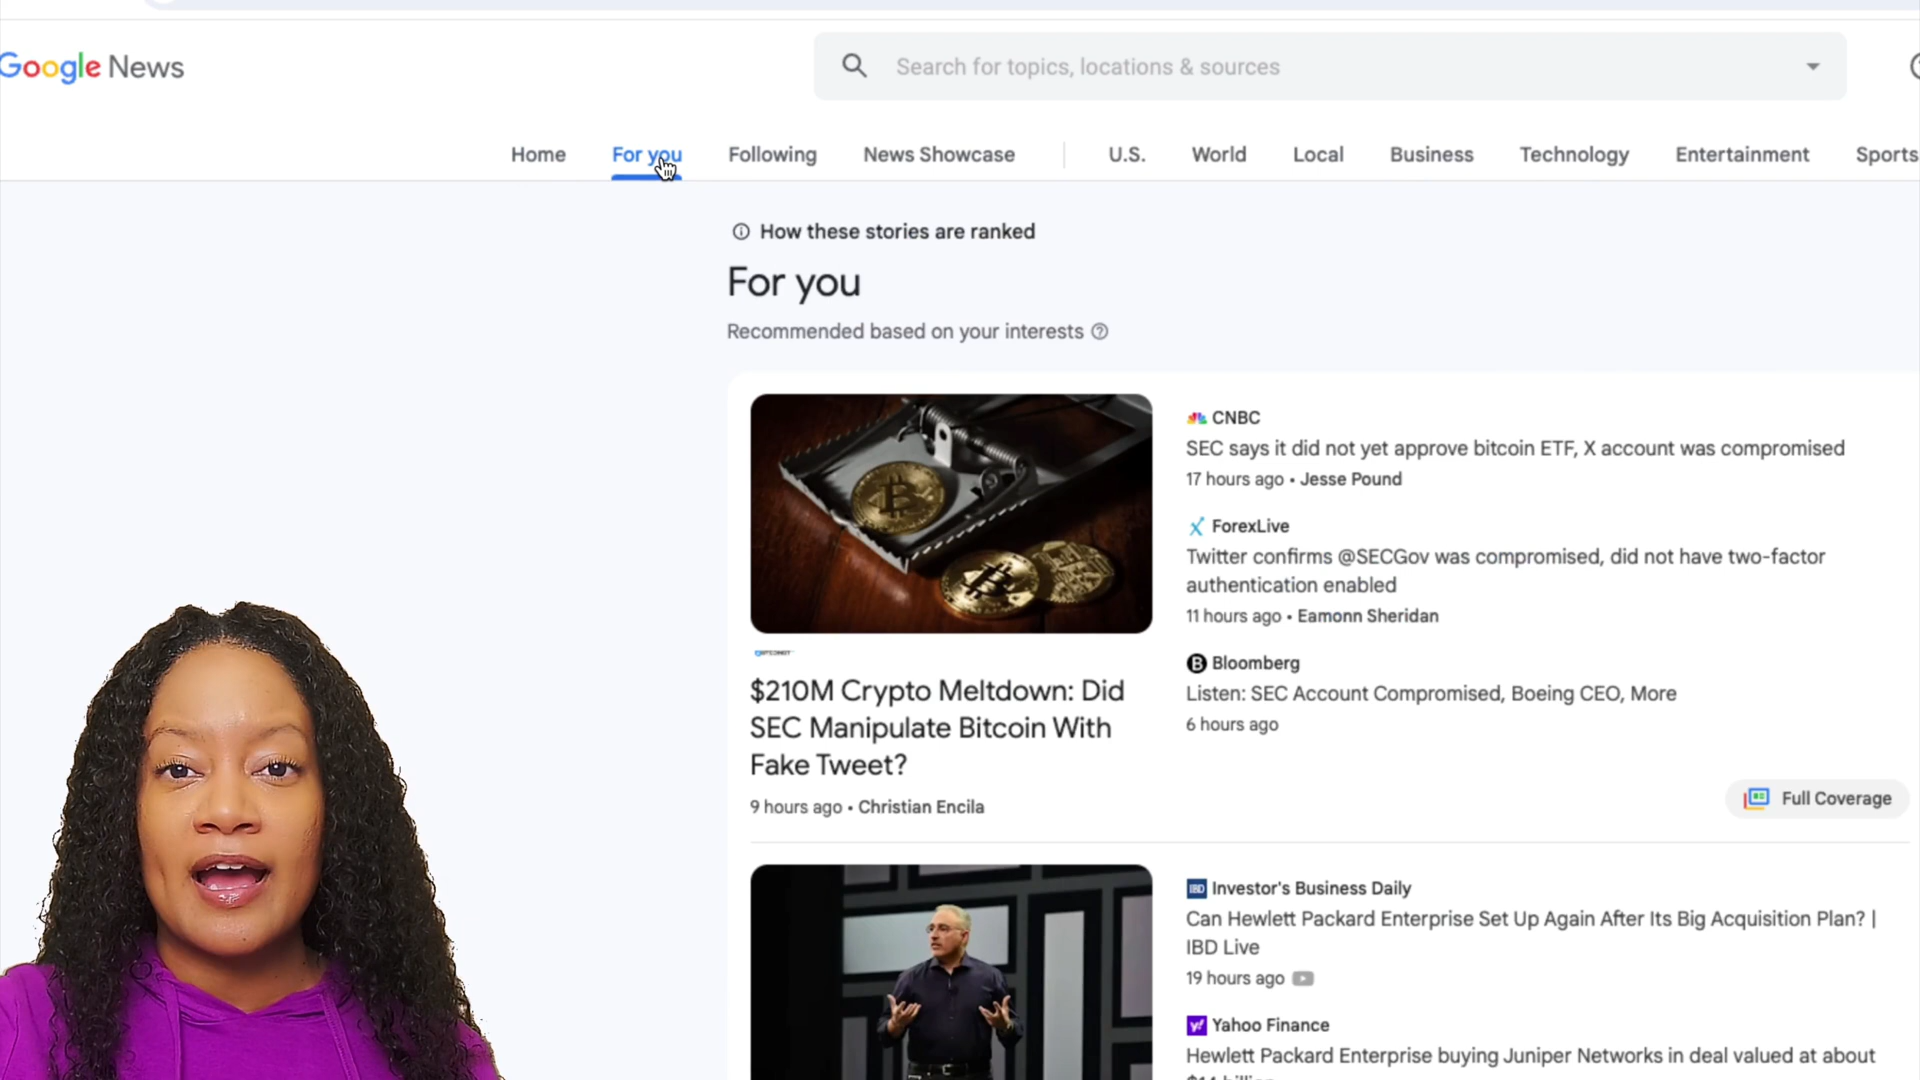 Google News
Search for topics, locations & sources
Home For you Following News Showcase U.S. World Local Business Technology Entertainment Sports
How these stories are ranked
For you
Recommended based on your interests
CNBC
SEC says it did not yet approve bitcoin ETF, X account was compromised
17 hours ago • Jesse Pound
ForexLive
Twitter confirms @SECGov was compromised, did not have two-factor
authentication enabled
11 hours ago • Eamonn Sheridan
Bloomberg
Listen: SEC Account Compromised, Boeing CEO, More
6 hours ago
$210M Crypto Meltdown: Did
SEC Manipulate Bitcoin With
Fake Tweet?
9 hours ago • Christian Encila
Full Coverage
IBD Investor's Business Daily
Can Hewlett Packard Enterprise Set Up Again After Its Big Acquisition Plan? |
IBD Live
19 hours ago
y! Yahoo Finance
Hewlett Packard Enterprise buying Juniper Networks in deal valued at about